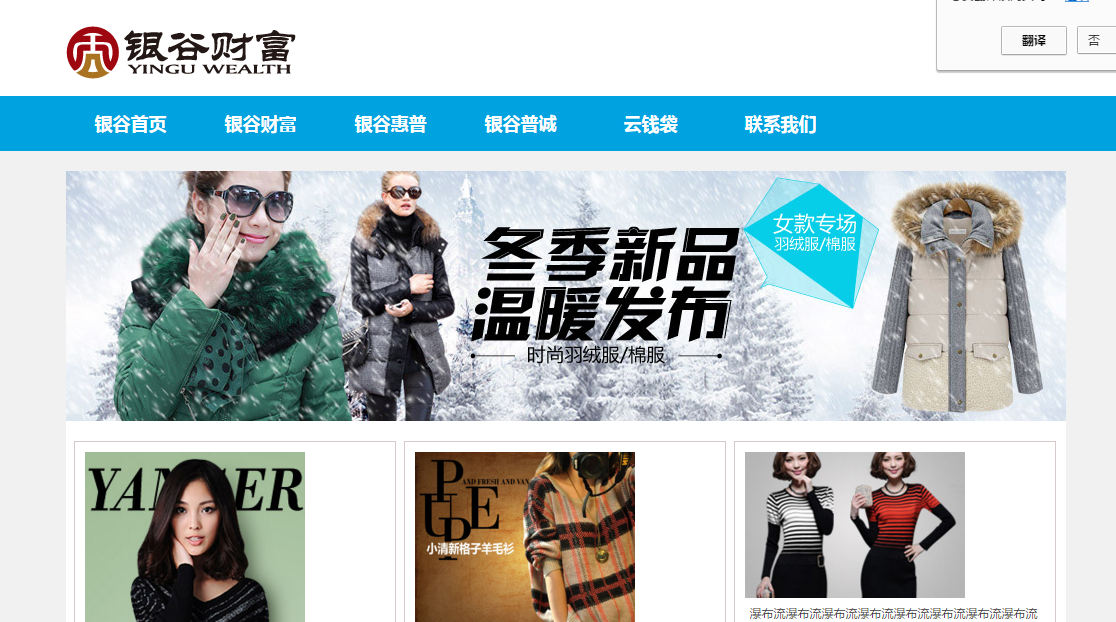 翻译 否
银谷财富
YINGU WEALTH
银谷首页 银谷财富 银谷惠普 银谷普诚 云钱袋 联系我们
冬季新品
温暖发布
时尚羽绒服/棉服
女款专场
羽绒服/棉服
PURE
AND FRESH AND VAN
小清新格子羊毛衫
瀑布流瀑布流瀑布流瀑布流瀑布流瀑布流瀑布流瀑布流